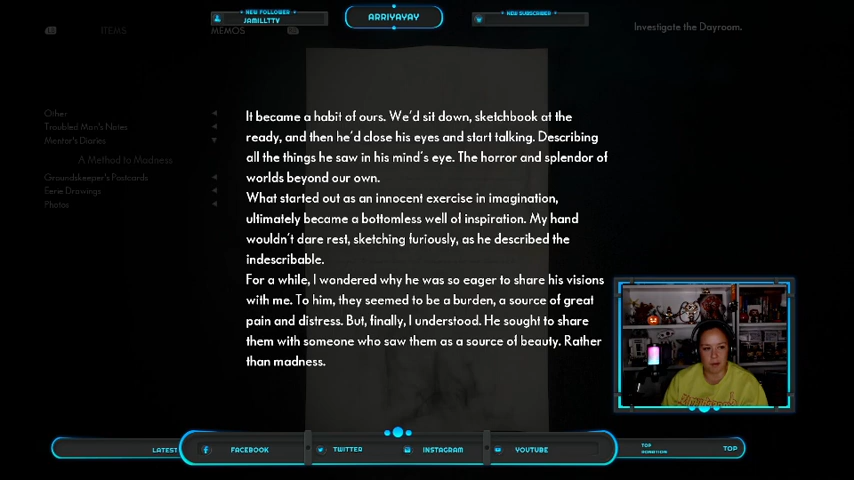 NEW FOLLOWER
JAMILLTTV
ARRIYAYAY
NEW SUBSCRIBER
Investigate the Dayroom.
LB
ITEMS
MEMOS
Other
Troubled Man's Notes
Mentor's Diaries
A Method to Madness
Groundskeeper's Postcards
Eerie Drawings
Photos
It became a habit of ours. We'd sit down, sketchbook at the
ready, and then he'd close his eyes and start talking. Describing
all the things he saw in his mind's eye. The horror and splendor of
worlds beyond our own.
What started out as an innocent exercise in imagination,
ultimately became a bottomless well of inspiration. My hand
wouldn't dare rest, sketching furiously, as he described the
indescribable.
For a while, I wondered why he was so eager to share his visions
with me. To him, they seemed to be a burden, a source of great
pain and distress. But, finally, I understood. He sought to share
them with someone who saw them as a source of beauty. Rather
than madness.
LATEST
FACEBOOK
TWITTER
INSTAGRAM
YOUTUBE
TOP
DONATION
TOP